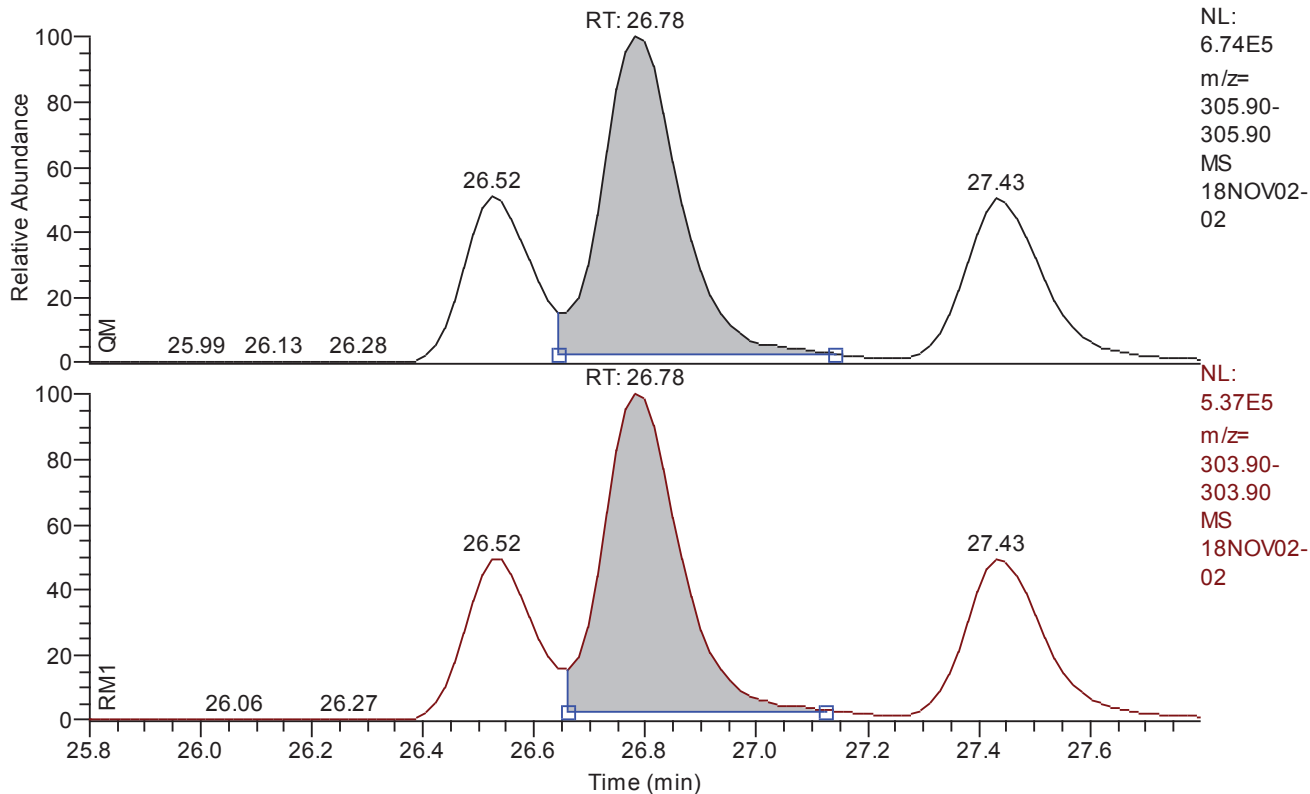 RT: 26.78
NL:
6.74E5
m/z=
305.90-
305.90
MS
18NOV02-
02
100
80
60
40
20
0
Relative Abundance
QM
25.99 26.13 26.28
26.52
27.43
RT: 26.78
NL:
5.37E5
m/z=
303.90-
303.90
MS
18NOV02-
02
100
80
60
40
20
0
RM1
26.06 26.27
26.52
27.43
25.8 26.0 26.2 26.4 26.6 26.8 27.0 27.2 27.4 27.6
Time (min)